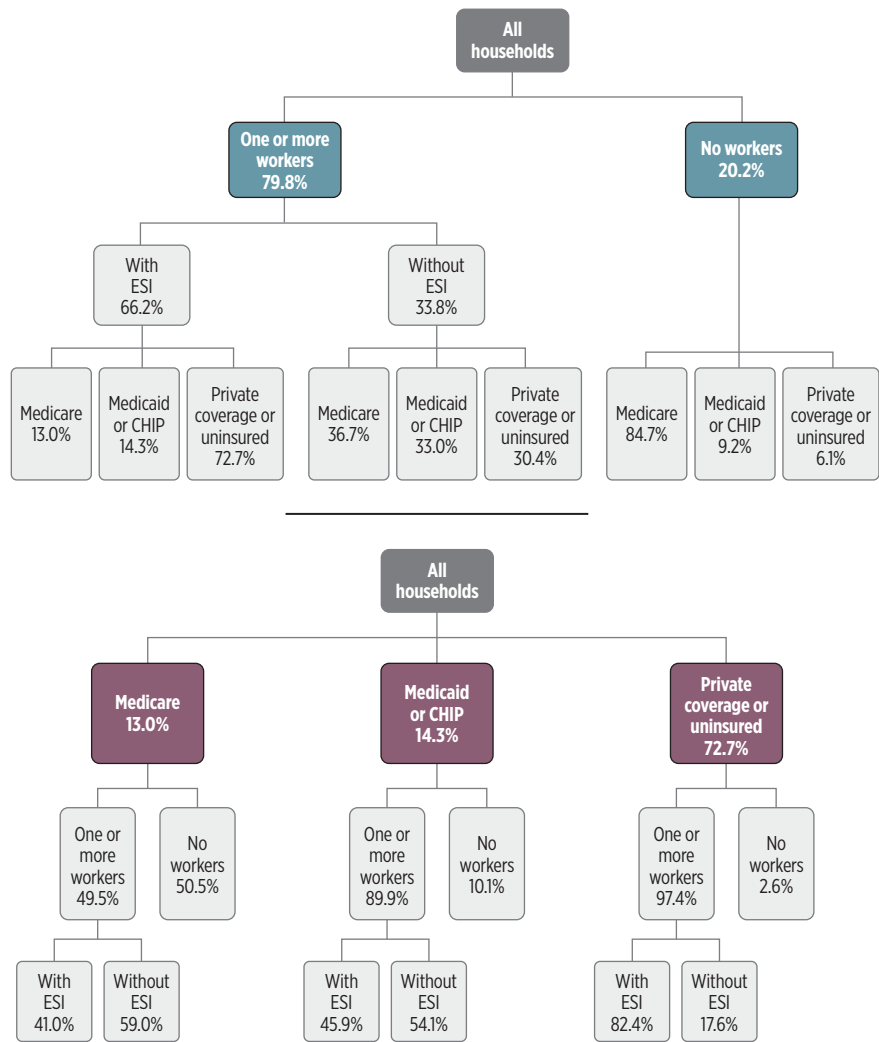 All
households
One or more
workers
79.8%
No workers
20.2%
With
ESI
66.2%
Without
ESI
33.8%
Medicare
13.0%
Medicaid
or CHIP
14.3%
Private
coverage or
uninsured
72.7%
Medicare
36.7%
Medicaid
or CHIP
33.0%
Private
coverage or
uninsured
30.4%
Medicare
84.7%
Medicaid
or CHIP
9.2%
Private
coverage or
uninsured
6.1%
All
households
Medicare
13.0%
Medicaid
or CHIP
14.3%
Private
coverage or
uninsured
72.7%
One or
more
workers
49.5%
No
workers
50.5%
One or
more
workers
89.9%
No
workers
10.1%
One or
more
workers
97.4%
No
workers
2.6%
With
ESI
41.0%
Without
ESI
59.0%
With
ESI
45.9%
Without
ESI
54.1%
With
ESI
82.4%
Without
ESI
17.6%